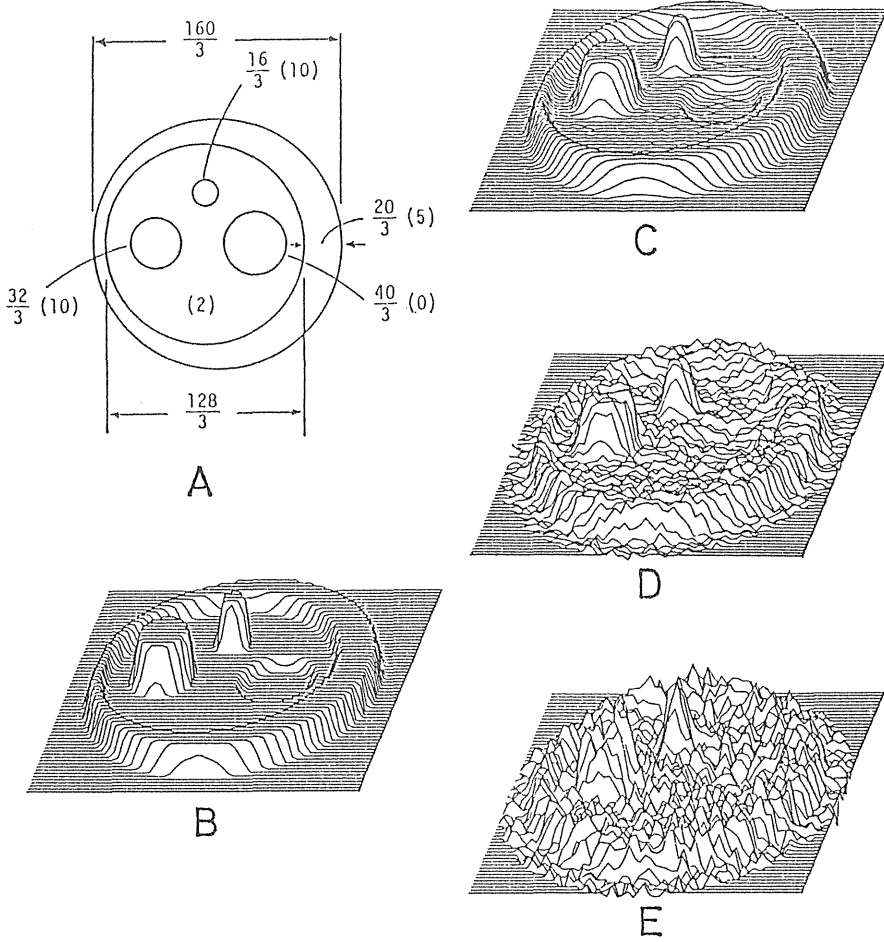 160/3
16/3 (10)
20/3 (5)
32/3 (10)
(2)
40/3 (0)
128/3
A
B
C
D
E